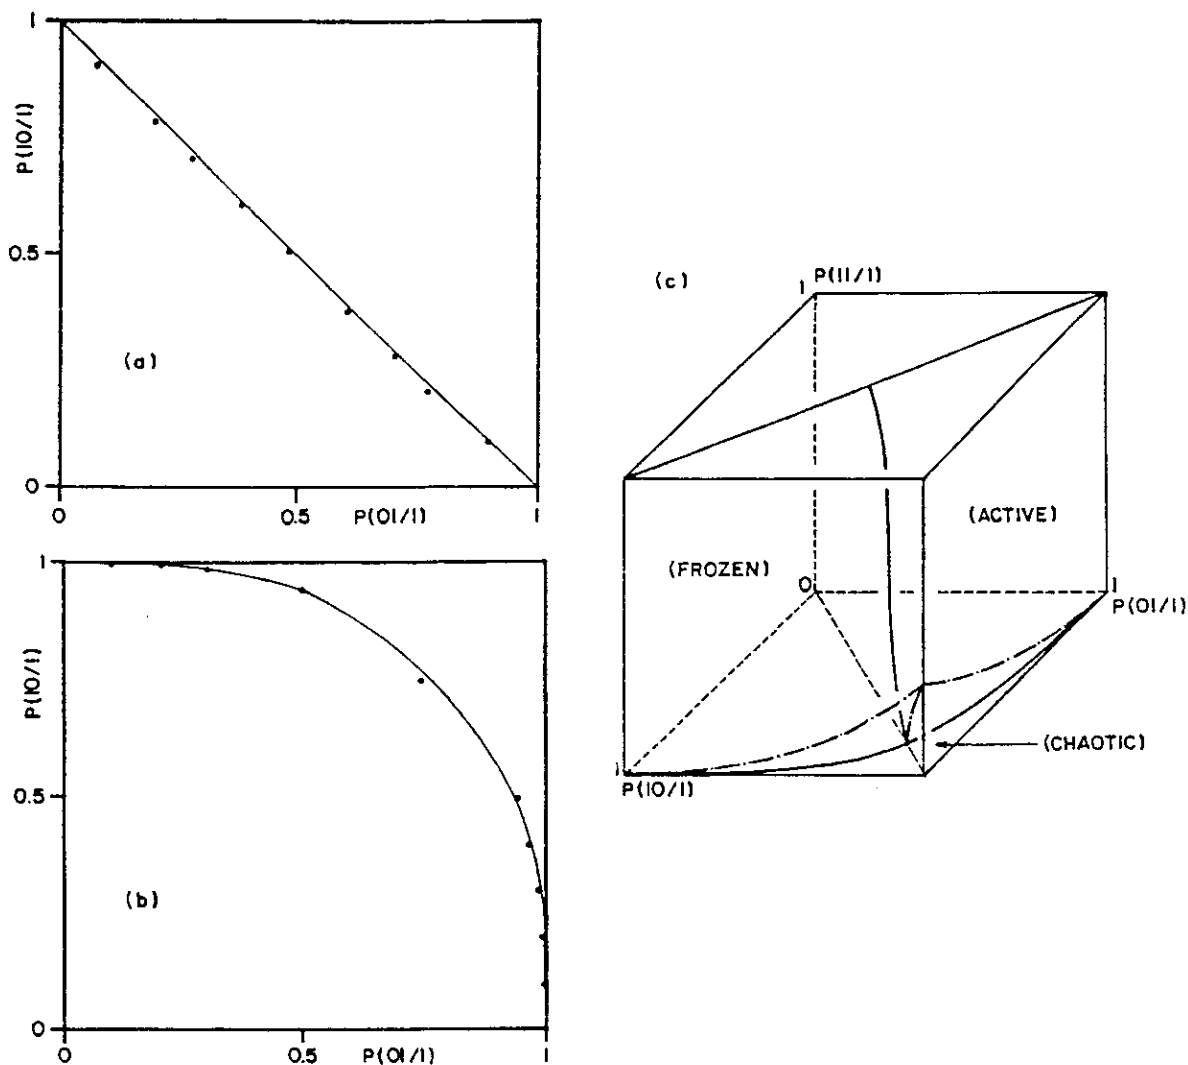 1
P(10/1)
0.5
(a)
0
0
0.5
P(01/1)
1
1
P(10/1)
0.5
(b)
0
0
0.5
P(01/1)
1
(c)
1
P(11/1)
(ACTIVE)
(FROZEN)
0
1
P(01/1)
(CHAOTIC)
1
P(10/1)